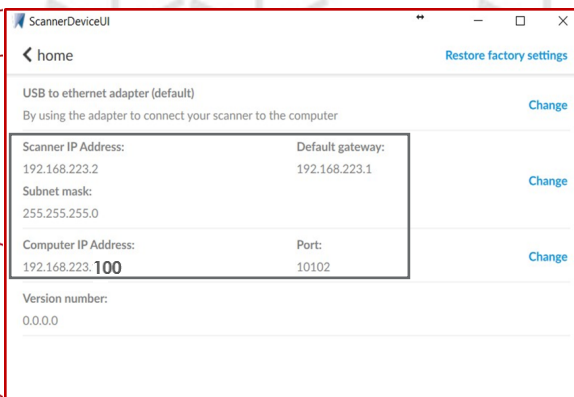 ScannerDeviceUI
home
Restore factory settings
USB to ethernet adapter (default)
By using the adapter to connect your scanner to the computer
Change
Scanner IP Address:
Default gateway:
192.168.223.2
192.168.223.1
Change
Subnet mask:
255.255.255.0
Computer IP Address:
Port:
Change
192.168.223.100
10102
Version number:
0.0.0.0